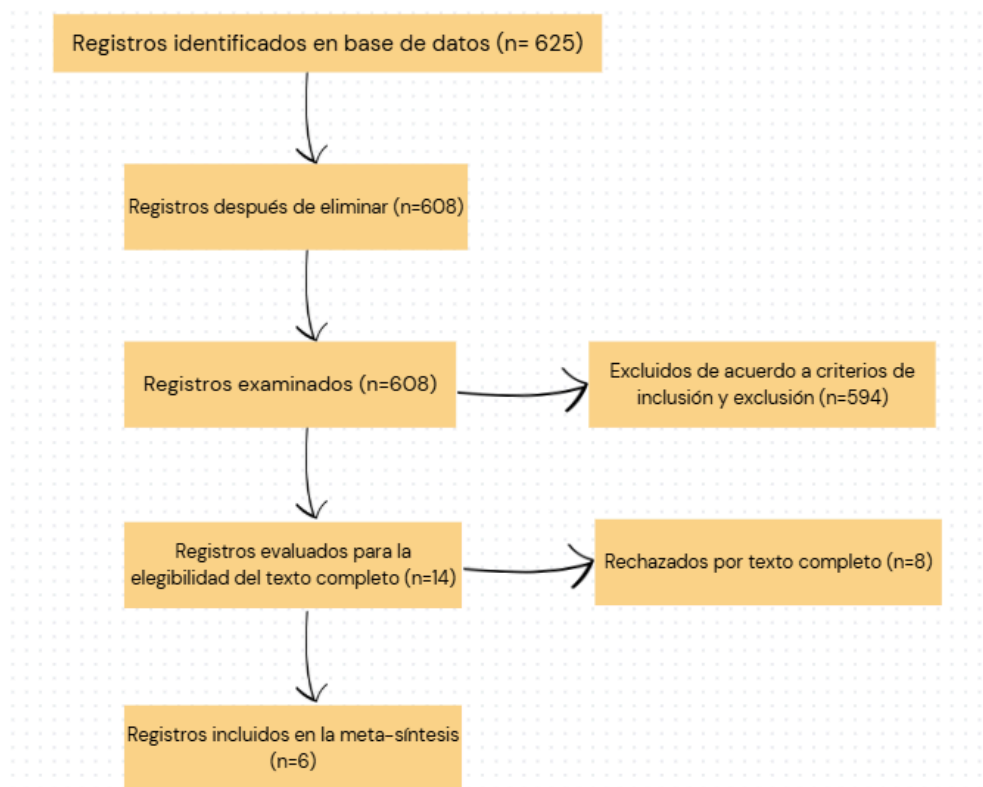 Registros identificados en base de datos (n= 625)
Registros después de eliminar (n=608)
Registros examinados (n=608)
Excluidos de acuerdo a criterios de
inclusión y exclusión (n=594)
Registros evaluados para la
elegibilidad del texto completo (n=14)
Rechazados por texto completo (n=8)
Registros incluidos en la meta-síntesis
(n=6)